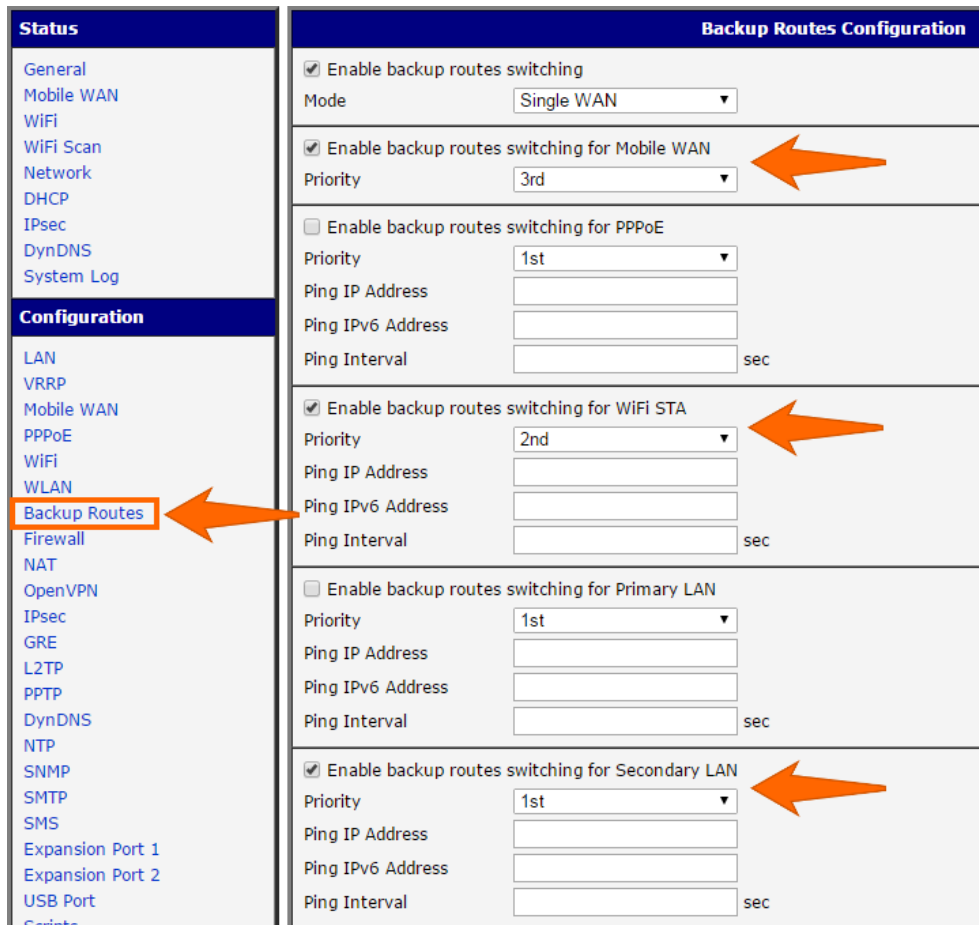 Status
General
Mobile WAN
WiFi
WiFi Scan
Network
DHCP
IPsec
DynDNS
System Log
Configuration
LAN
VRRP
Mobile WAN
PPPoE
WiFi
WLAN
Backup Routes
Firewall
NAT
OpenVPN
IPsec
GRE
L2TP
PPTP
DynDNS
NTP
SNMP
SMTP
SMS
Expansion Port 1
Expansion Port 2
USB Port
Scripts
Backup Routes Configuration
Enable backup routes switching
Mode Single WAN
Enable backup routes switching for Mobile WAN
Priority 3rd
Enable backup routes switching for PPPoE
Priority 1st
Ping IP Address
Ping IPv6 Address
Ping Interval sec
Enable backup routes switching for WiFi STA
Priority 2nd
Ping IP Address
Ping IPv6 Address
Ping Interval sec
Enable backup routes switching for Primary LAN
Priority 1st
Ping IP Address
Ping IPv6 Address
Ping Interval sec
Enable backup routes switching for Secondary LAN
Priority 1st
Ping IP Address
Ping IPv6 Address
Ping Interval sec